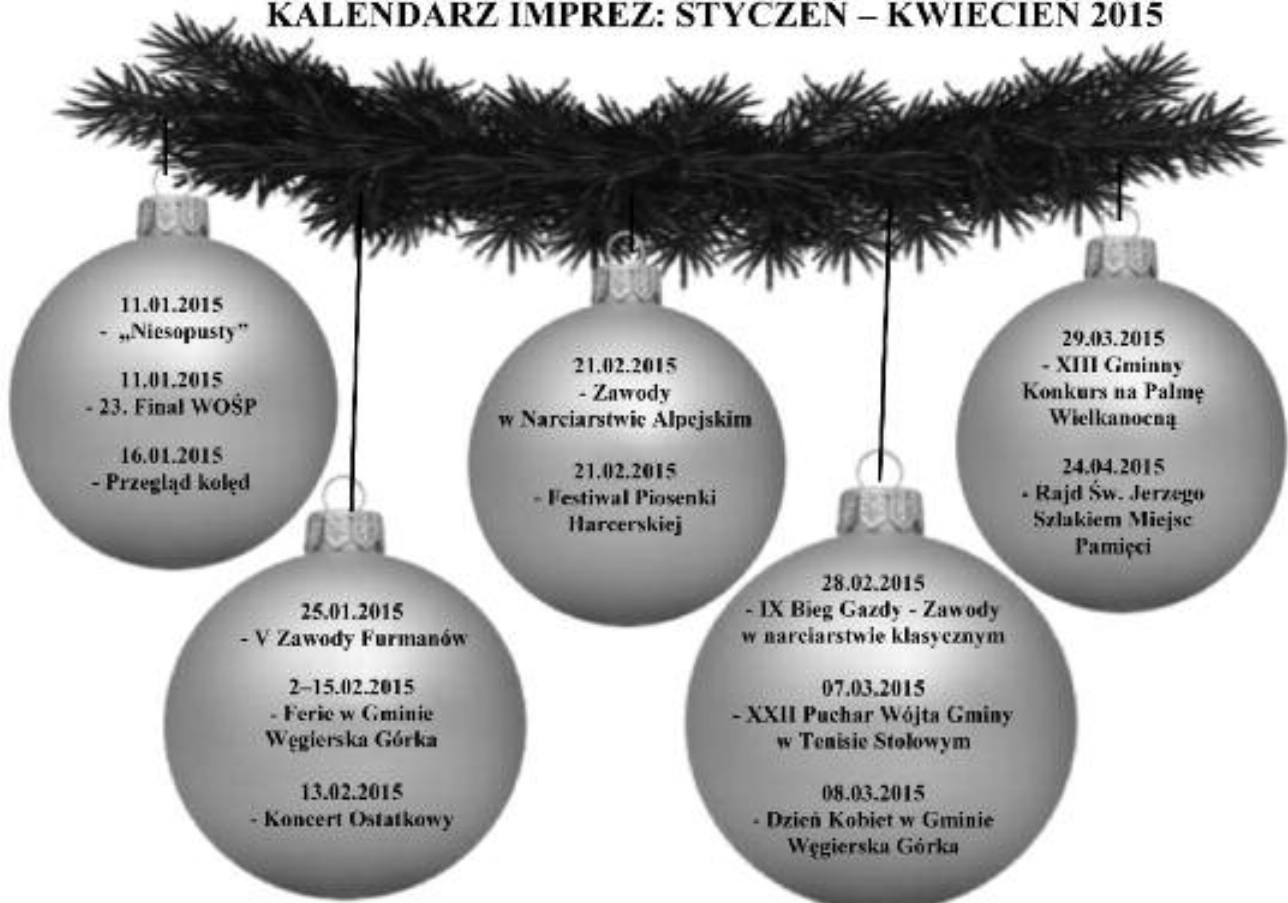 KALENDARZ IMPREZ: STYCZEŃ – KWIECIEŃ 2015
11.01.2015
- „Niesopusty”
11.01.2015
- 23. Finał WOŚP
16.01.2015
- Przegląd kolęd
25.01.2015
- V Zawody Furmanów
2–15.02.2015
- Ferie w Gminie
Węgierska Górka
13.02.2015
- Koncert Ostatkowy
21.02.2015
- Zawody
w Narciarstwie Alpejskim
21.02.2015
- Festiwal Piosenki
Harcerskiej
28.02.2015
- IX Bieg Gazdy - Zawody
w narciarstwie klasycznym
07.03.2015
- XXII Puchar Wójta Gminy
w Tenisie Stołowym
08.03.2015
- Dzień Kobiet w Gminie
Węgierska Górka
29.03.2015
- XIII Gminny
Konkurs na Palmę
Wielkanocną
24.04.2015
- Rajd Św. Jerzego
Szlakiem Miejsc
Pamięci